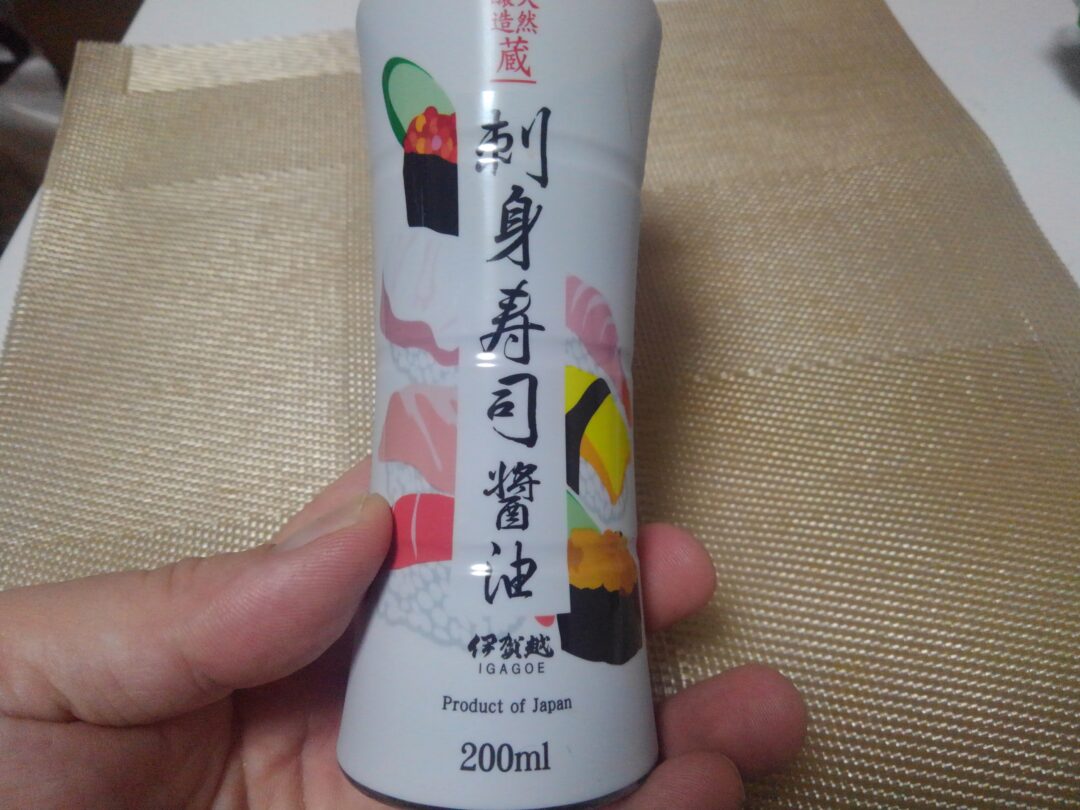 天然
醸造
蔵
刺身寿司醤油
伊賀越
IGAGOE
Product of Japan
200ml